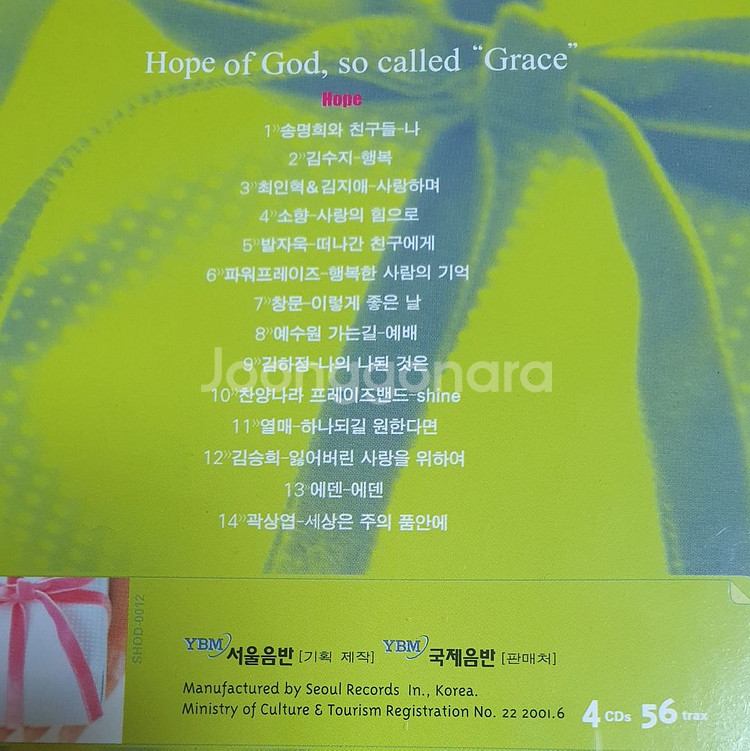 Hope of God, so called “Grace”
Hope
1»송명희와 친구들-나
2»김수지-행복
3»최인혁&김지애-사랑하며
4»소향-사랑의 힘으로
5»발자욱-떠나간 친구에게
6»파워프레이즈-행복한 사람의 기억
7»창문-이렇게 좋은 날
8»예수원 가는길-예배
9»김하정-나의 나된 것은
Joonggonara
10»찬양나라 프레이즈밴드-shine
11»열매-하나되길 원한다면
12»김승희-잃어버린 사랑을 위하여
13»에덴-에덴
14»곽상엽-세상은 주의 품안에
SHOD-0012
YBM 서울음반 [기획 제작] YBM 국제음반 [판매처]
Manufactured by Seoul Records In., Korea.
Ministry of Culture & Tourism Registration No. 22 2001.6
4 CDs 56 trax